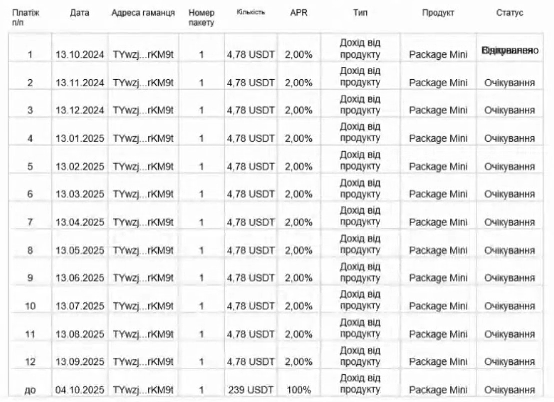 Платіж п/п Дата Адреса гаманця Номер пакету Кількість APR Тип Продукт Статус
1 13.10.2024 TYwzj...rKM9t 1 4,78 USDT 2,00% Дохід від продукту Package Mini
2 13.11.2024 TYwzj...rKM9t 1 4,78 USDT 2,00% Дохід від продукту Package Mini Очікування
3 13.12.2024 TYwzj...rKM9t 1 4,78 USDT 2,00% Дохід від продукту Package Mini Очікування
4 13.01.2025 TYwzj...rKM9t 1 4,78 USDT 2,00% Дохід від продукту Package Mini Очікування
5 13.02.2025 TYwzj...rKM9t 1 4,78 USDT 2,00% Дохід від продукту Package Mini Очікування
6 13.03.2025 TYwzj...rKM9t 1 4,78 USDT 2,00% Дохід від продукту Package Mini Очікування
7 13.04.2025 TYwzj...rKM9t 1 4,78 USDT 2,00% Дохід від продукту Package Mini Очікування
8 13.05.2025 TYwzj...rKM9t 1 4,78 USDT 2,00% Дохід від продукту Package Mini Очікування
9 13.06.2025 TYwzj...rKM9t 1 4,78 USDT 2,00% Дохід від продукту Package Mini Очікування
10 13.07.2025 TYwzj...rKM9t 1 4,78 USDT 2,00% Дохід від продукту Package Mini Очікування
11 13.08.2025 TYwzj...rKM9t 1 4,78 USDT 2,00% Дохід від продукту Package Mini Очікування
12 13.09.2025 TYwzj...rKM9t 1 4,78 USDT 2,00% Дохід від продукту Package Mini Очікування
до 04.10.2025 TYwzj...rKM9t 1 239 USDT 100% Дохід від продукту Package Mini Очікування